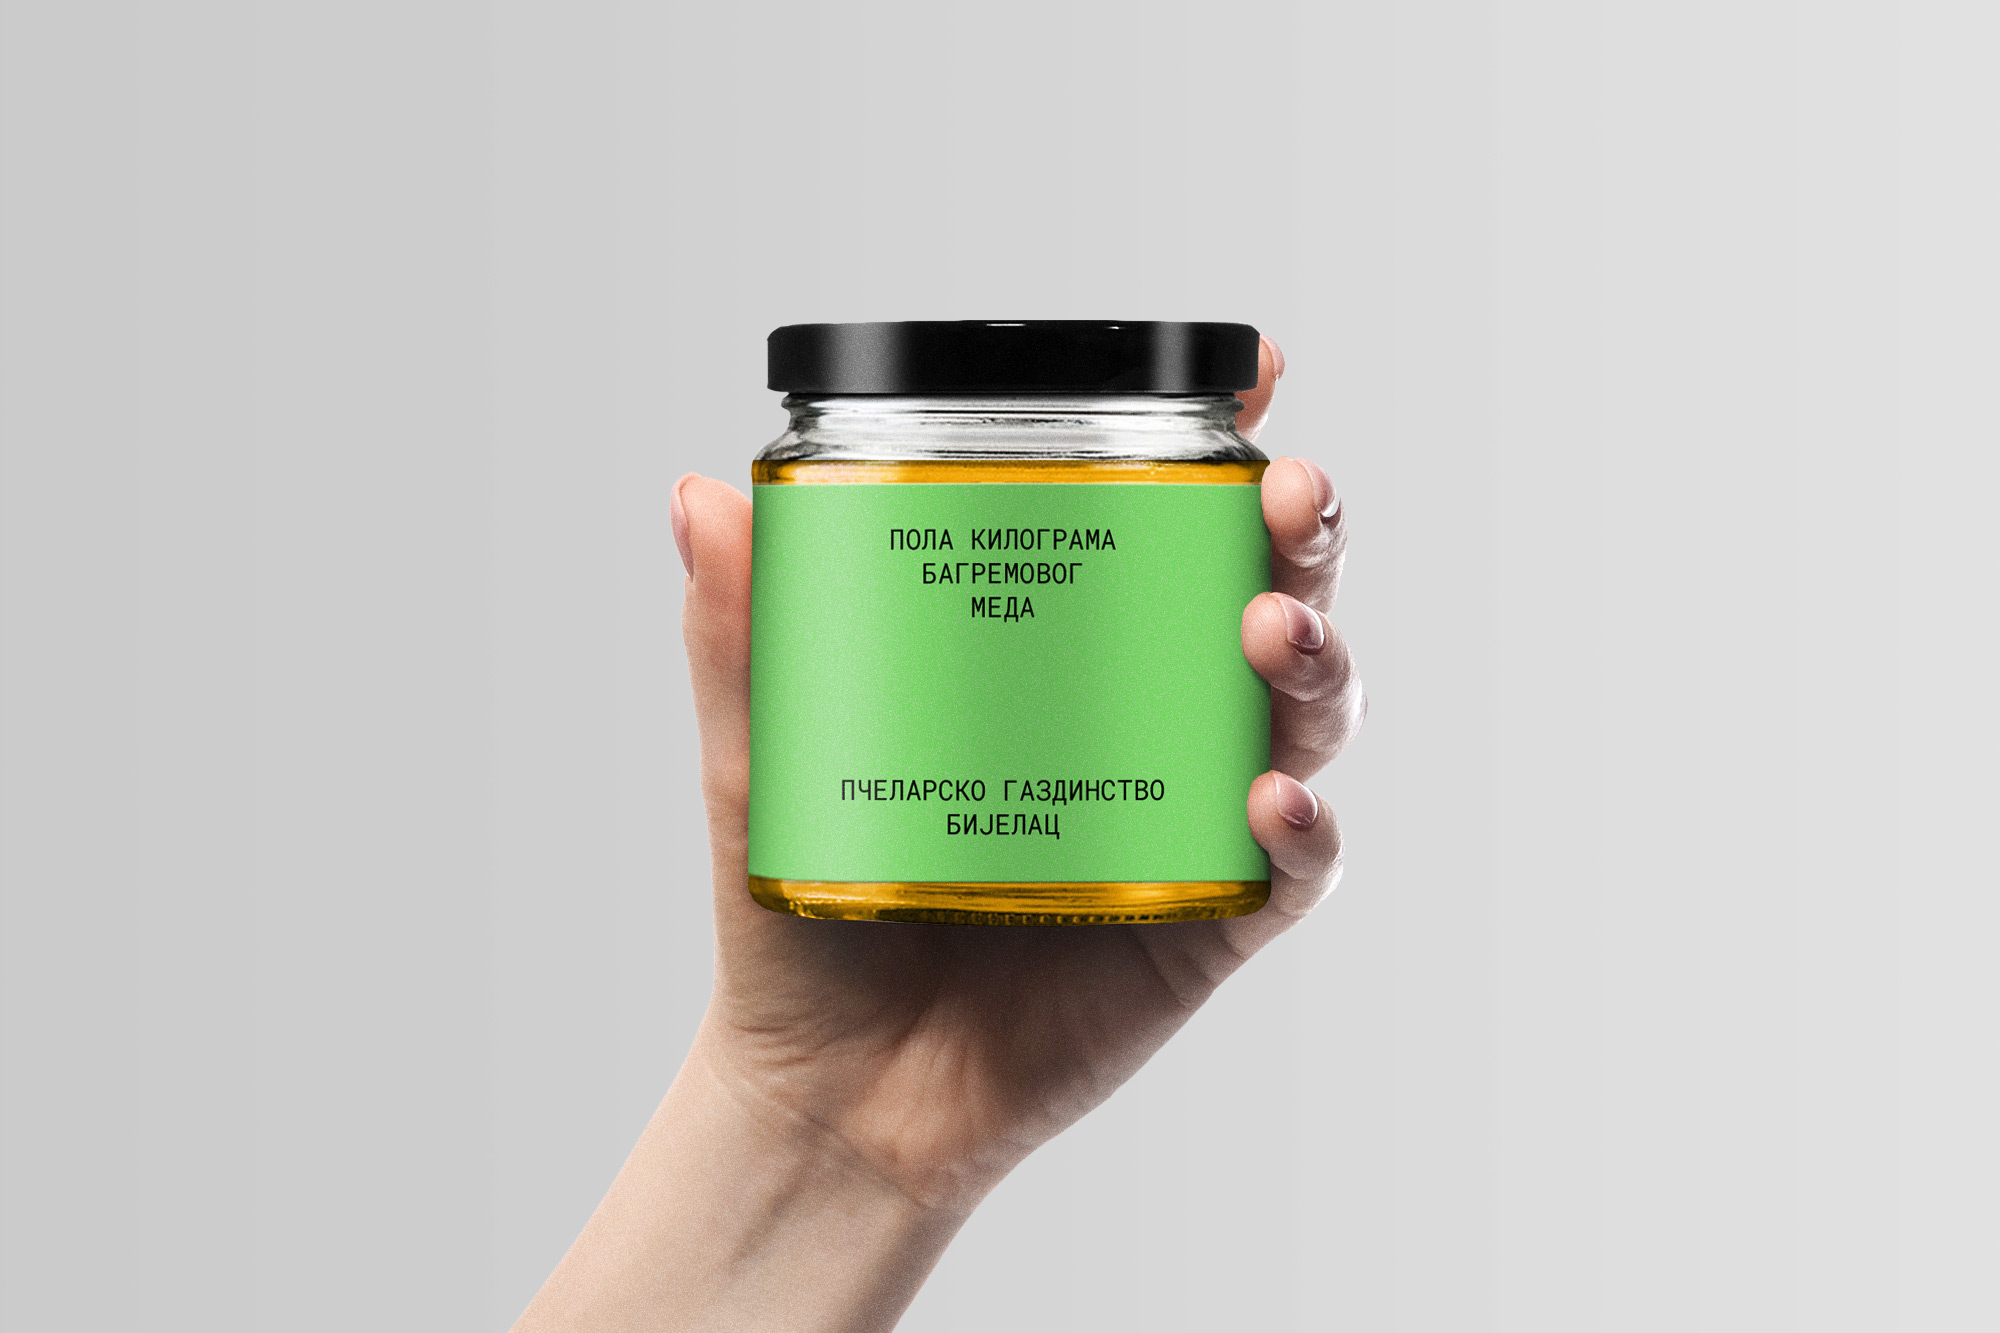 ПОЛА КИЛОГРАМА
БАГРЕМОВОГ
МЕДА
ПЧЕЛАРСКО ГАЗДИНСТВО
БИЈЕЛАЦ